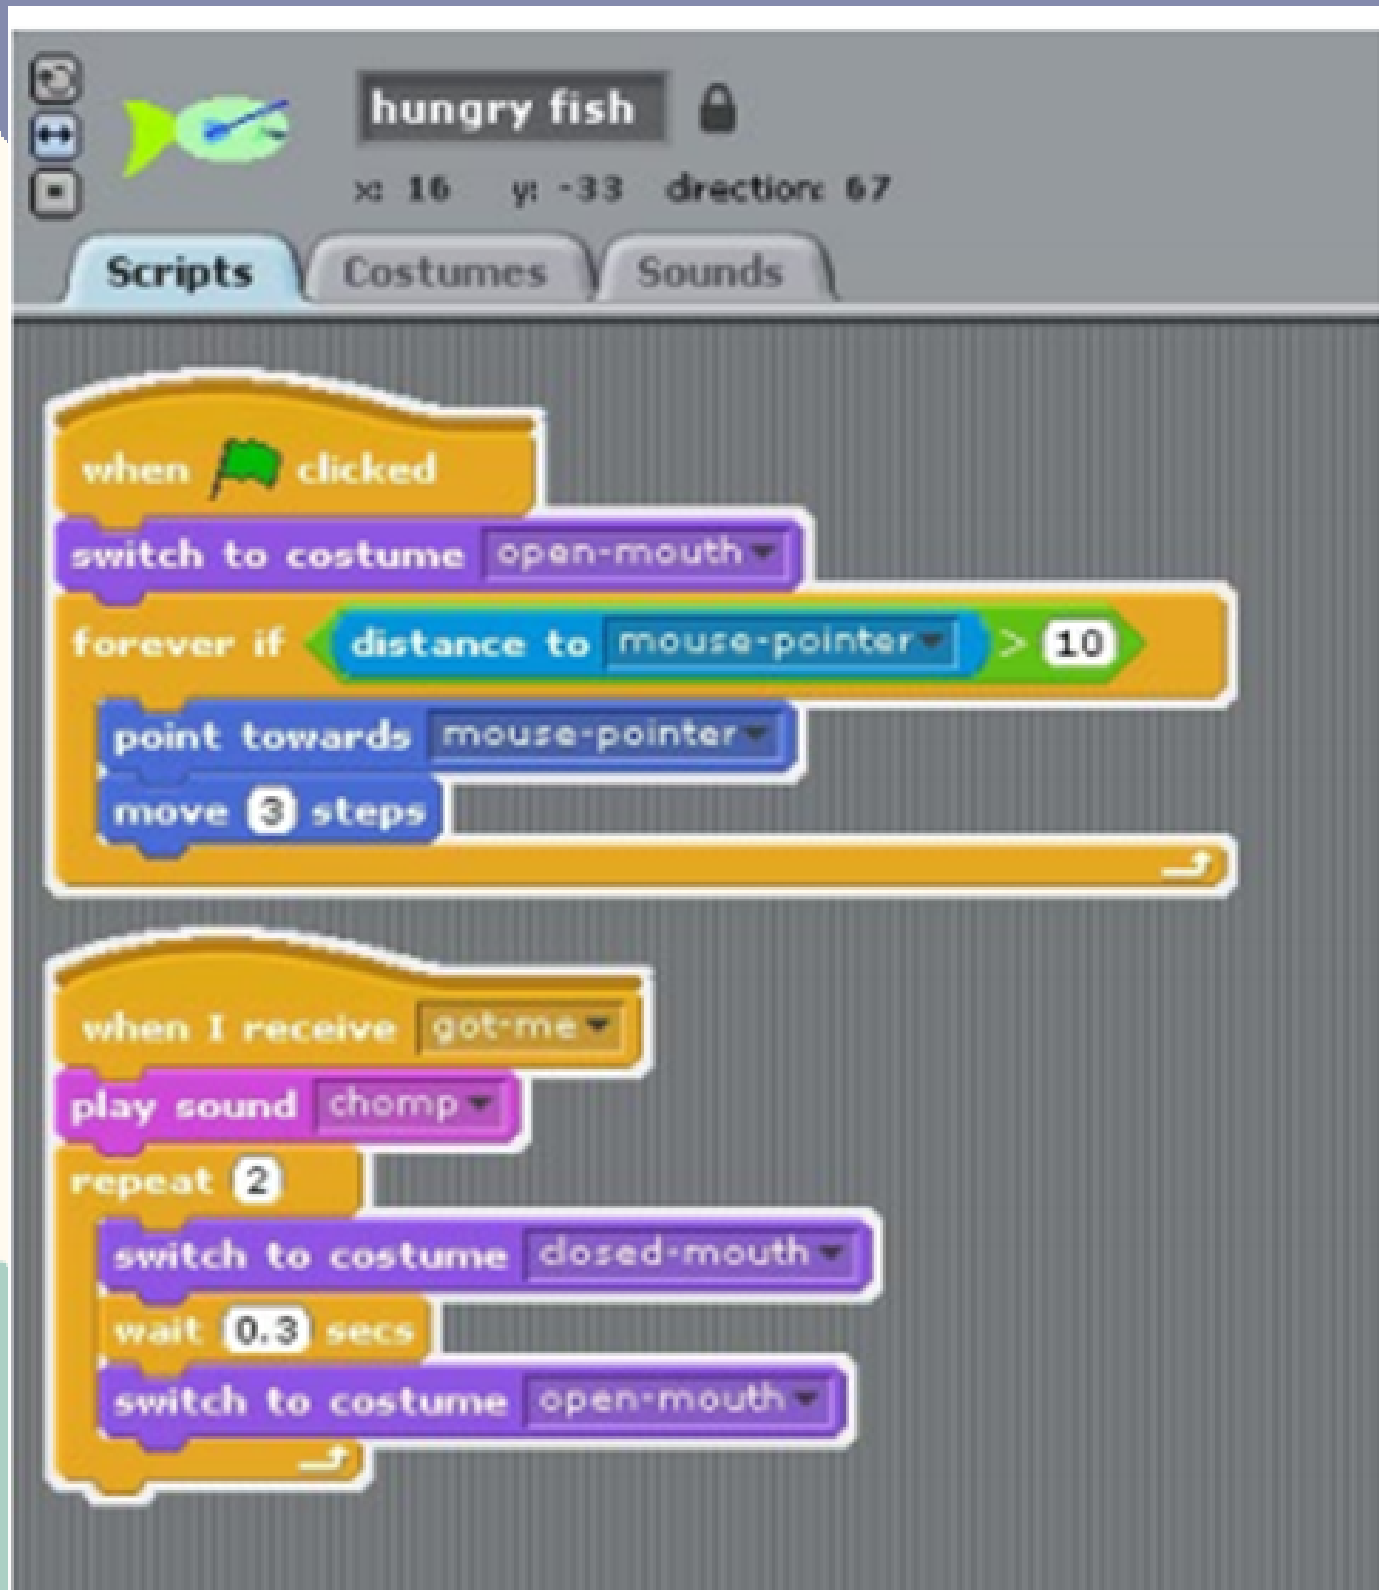 hungry fish
x: 16 y: -33 direction: 67
Scripts Costumes Sounds
when clicked
switch to costume open-mouth
forever if distance to mouse-pointer > 10
point towards mouse-pointer
move 3 steps
when I receive got-me
play sound chomp
repeat 2
switch to costume closed-mouth
wait 0.3 secs
switch to costume open-mouth